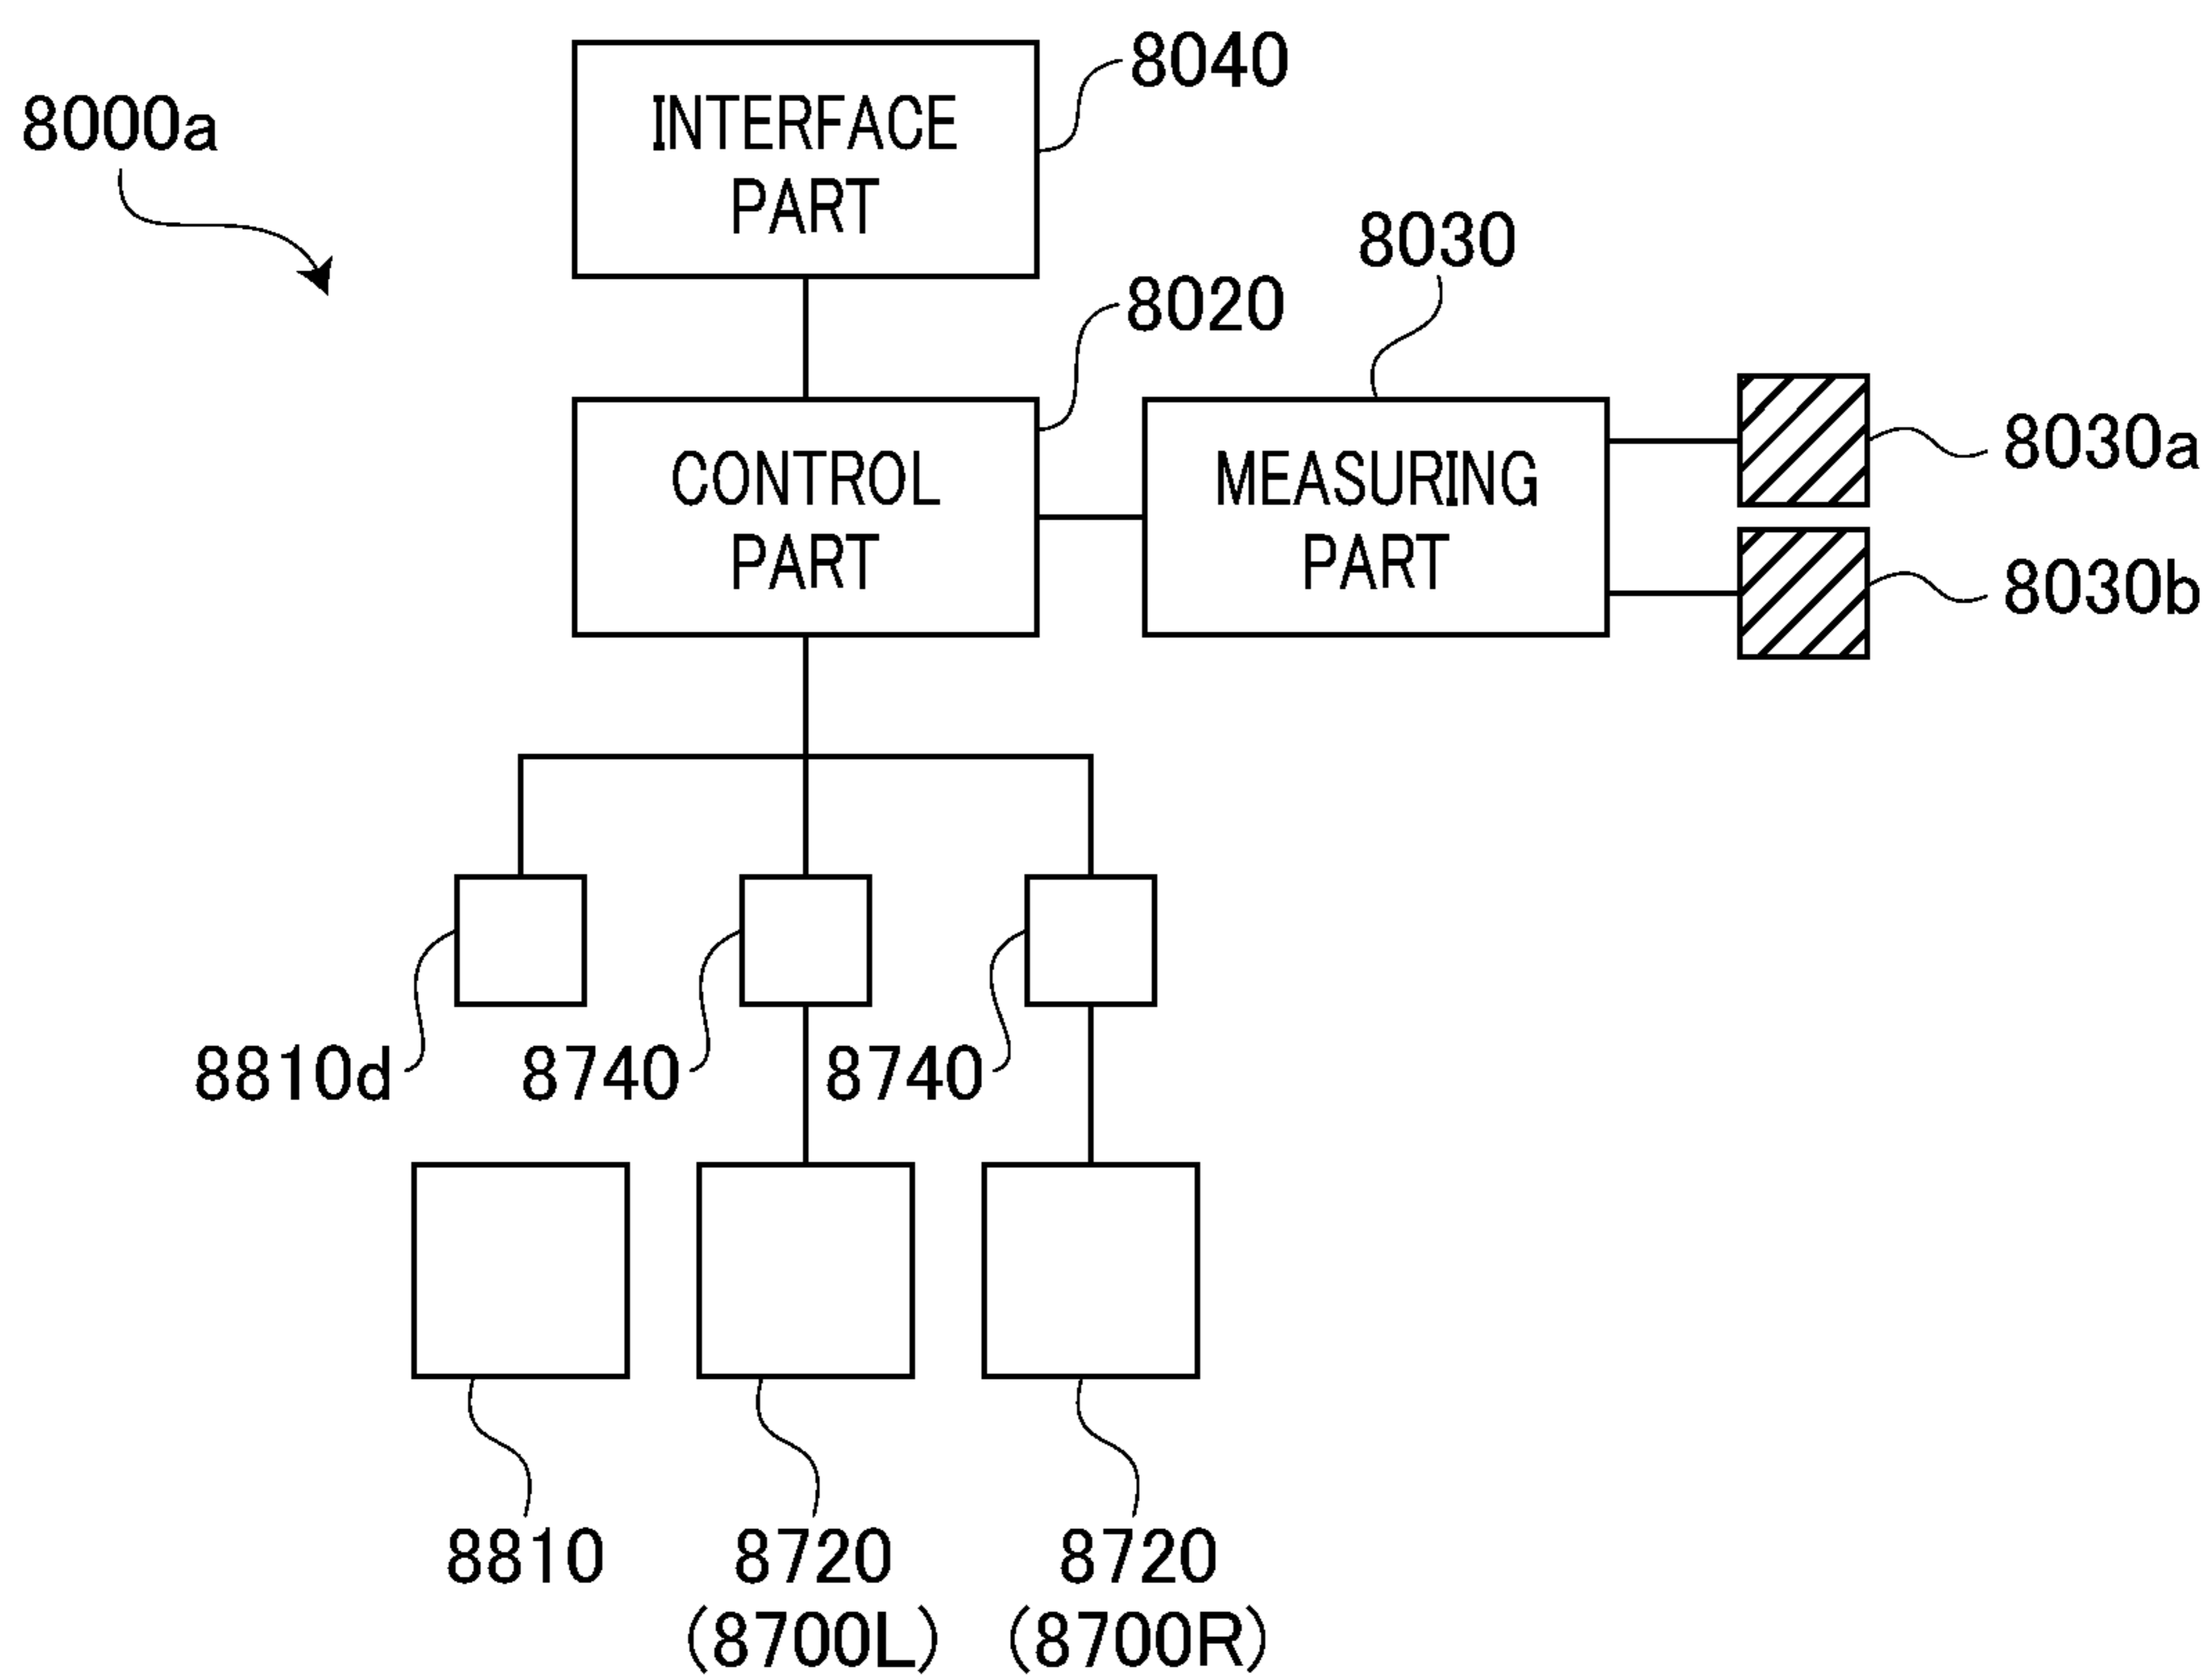 8000a
INTERFACE
PART
8040
8020
8030
CONTROL
PART
MEASURING
PART
8030a
8030b
8810d
8740
8740
8810
8720
(8700L)
8720
(8700R)